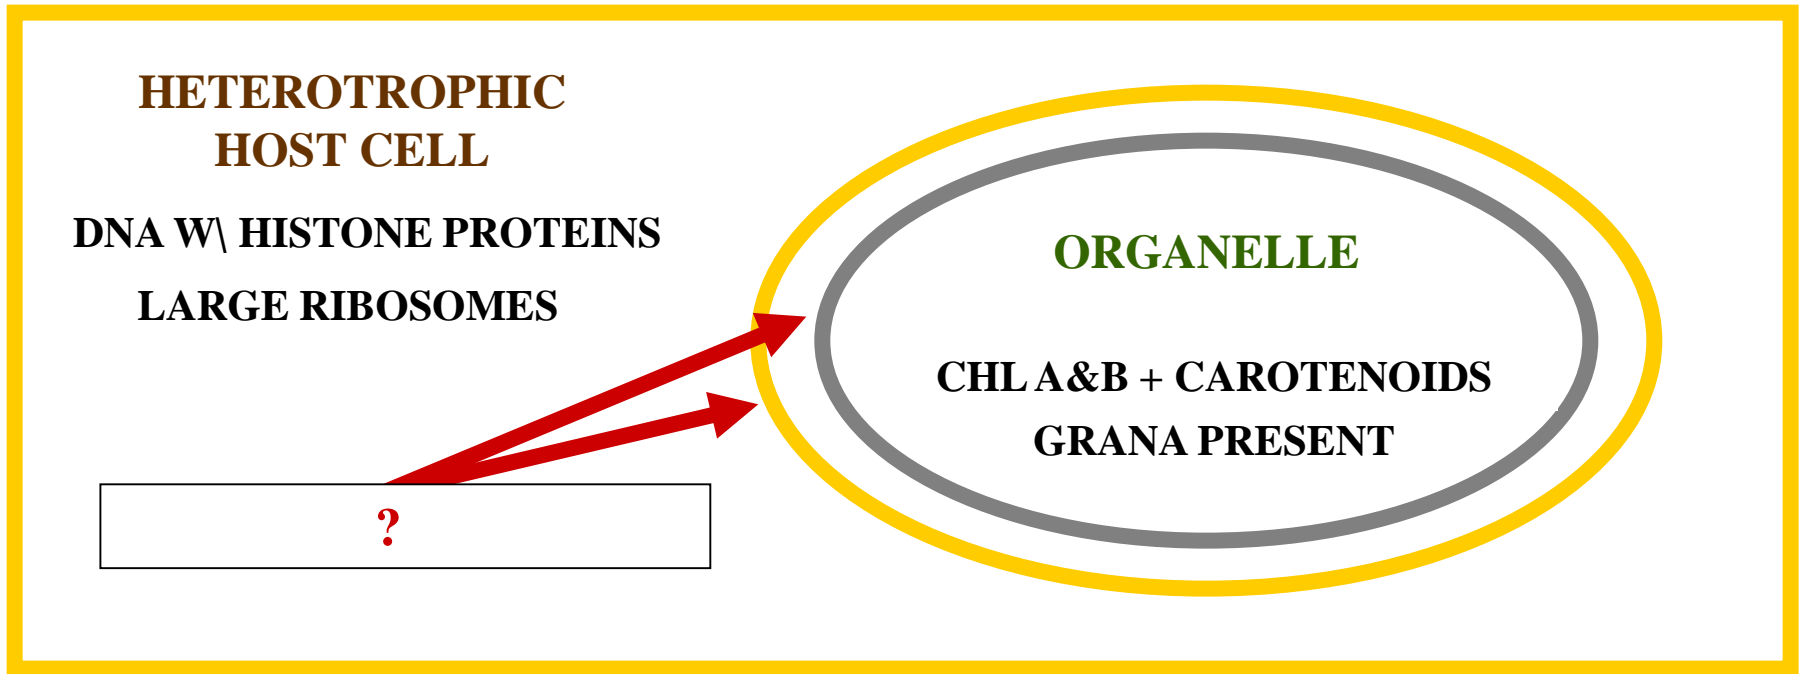 HETEROTROPHIC
HOST CELL
DNA W\ HISTONE PROTEINS
LARGE RIBOSOMES
?
ORGANELLE
CHL A&B + CAROTENOIDS
GRANA PRESENT